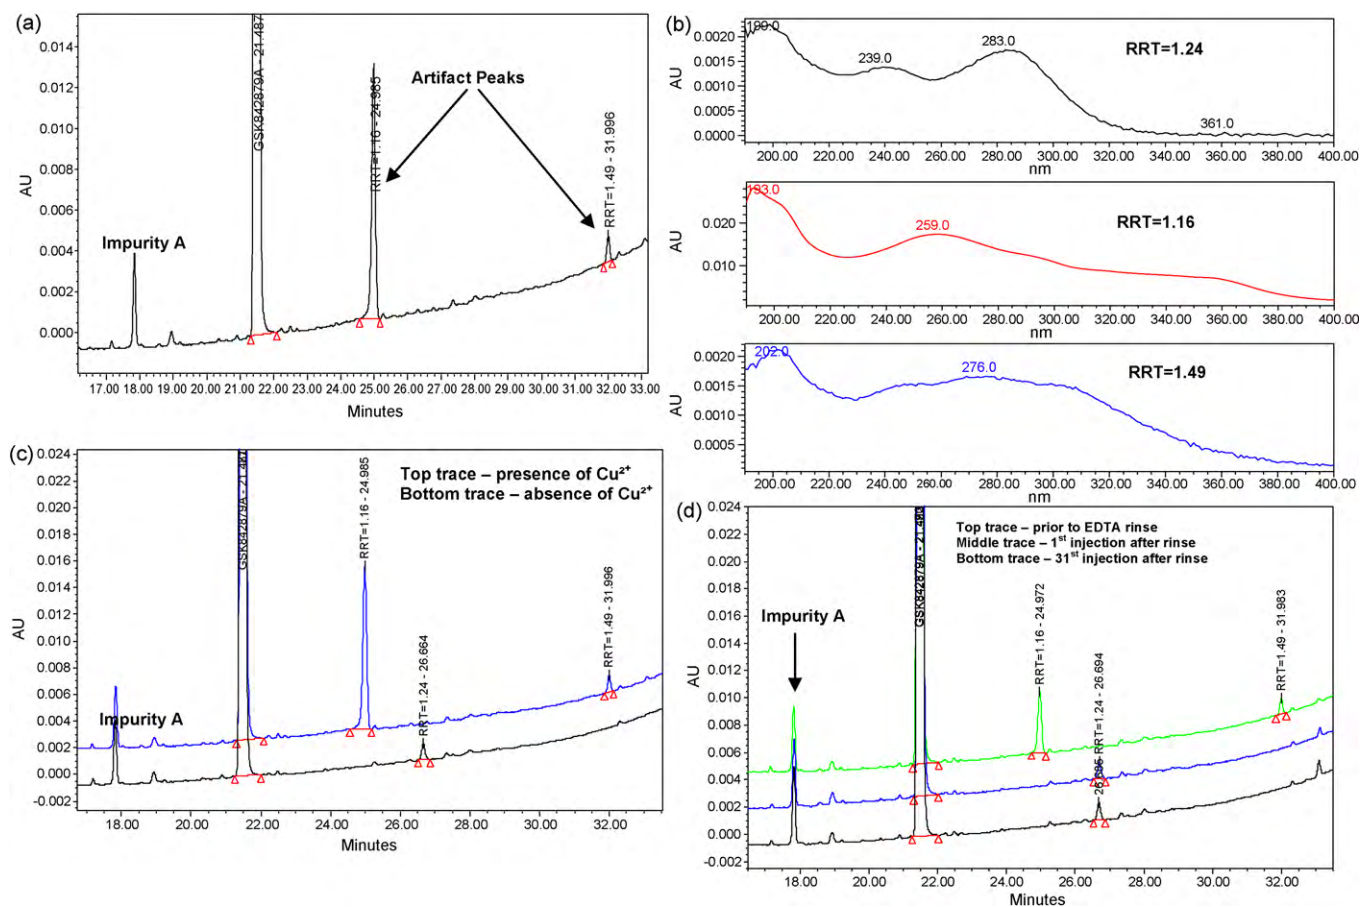 (a)
0.014
0.012
0.010
0.008
0.006
0.004
0.002
0.000
AU
GSK842879A - 21.487
RRT=1.16 - 24.985
Artifact Peaks
RRT=1.49 - 31.996
Impurity A
17.00 18.00 19.00 20.00 21.00 22.00 23.00 24.00 25.00 26.00 27.00 28.00 29.00 30.00 31.00 32.00 33.00
Minutes
(b)
0.0020
0.0015
0.0010
0.0005
0.0000
AU
199.0
239.0
283.0
361.0
RRT=1.24
200.00 220.00 240.00 260.00 280.00 300.00 320.00 340.00 360.00 380.00 400.00
nm
0.020
0.010
AU
193.0
259.0
RRT=1.16
200.00 220.00 240.00 260.00 280.00 300.00 320.00 340.00 360.00 380.00 400.00
nm
0.0020
0.0015
0.0010
0.0005
AU
202.0
276.0
RRT=1.49
200.00 220.00 240.00 260.00 280.00 300.00 320.00 340.00 360.00 380.00 400.00
nm
(c)
0.024
0.022
0.020
0.018
0.016
0.014
0.012
0.010
0.008
0.006
0.004
0.002
0.000
-0.002
AU
Top trace – presence of Cu²⁺
Bottom trace – absence of Cu²⁺
GSK842879A - 21.487
RRT=1.16 - 24.985
RRT=1.24 - 26.664
RRT=1.49 - 31.996
Impurity A
18.00 20.00 22.00 24.00 26.00 28.00 30.00 32.00
Minutes
(d)
0.024
0.022
0.020
0.018
0.016
0.014
0.012
0.010
0.008
0.006
0.004
0.002
0.000
-0.002
AU
Top trace – prior to EDTA rinse
Middle trace – 1st injection after rinse
Bottom trace – 31st injection after rinse
Impurity A
GSK842879A - 21.483
RRT=1.16 - 24.972
RRT=1.24 - 26.694
26.695
RRT=1.49 - 31.983
18.00 20.00 22.00 24.00 26.00 28.00 30.00 32.00
Minutes